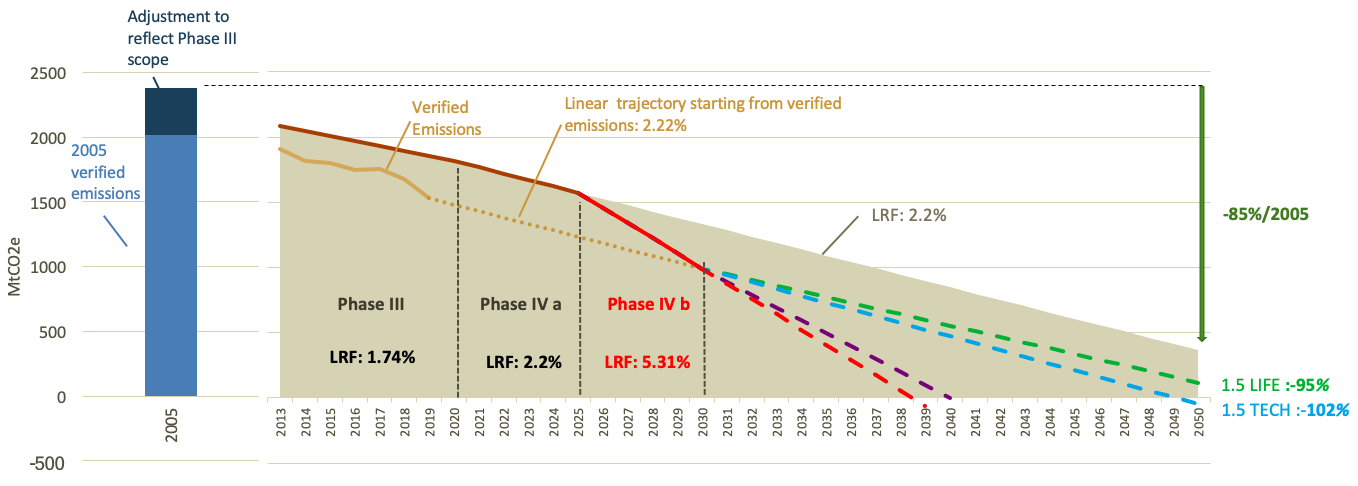 Adjustment to
reflect Phase III
scope
2500
2000
1500
1000
500
0
-500
MtCO2e
2005
verified
emissions
2005
Verified
Emissions
Linear trajectory starting from verified
emissions: 2.22%
LRF: 2.2%
-85%/2005
Phase III
LRF: 1.74%
Phase IV a
LRF: 2.2%
Phase IV b
LRF: 5.31%
1.5 LIFE :-95%
1.5 TECH :-102%
2013
2014
2015
2016
2017
2018
2019
2020
2021
2022
2023
2024
2025
2026
2027
2028
2029
2030
2031
2032
2033
2034
2035
2036
2037
2038
2039
2040
2041
2042
2043
2044
2045
2046
2047
2048
2049
2050